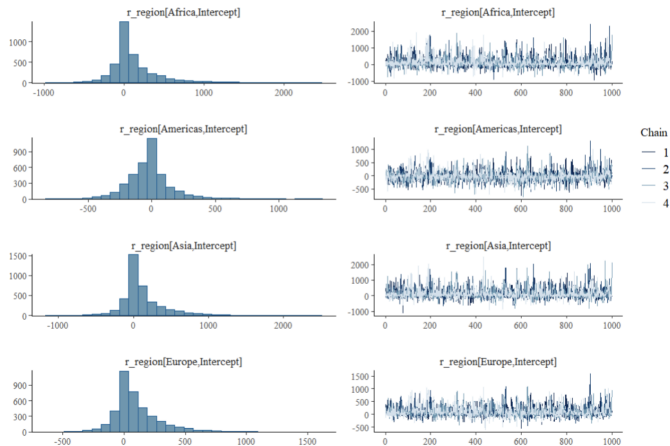 r_region[Africa,Intercept]
1000
500
0
-1000 0 1000 2000
r_region[Africa,Intercept]
2000
1000
0
-1000
0 200 400 600 800 1000
r_region[Americas,Intercept]
900
600
300
0
-500 0 500 1000
r_region[Americas,Intercept]
1000
500
0
-500
0 200 400 600 800 1000
Chain
1
2
3
4
r_region[Asia,Intercept]
1500
1000
500
0
-1000 0 1000 2000
r_region[Asia,Intercept]
2000
1000
0
-1000
0 200 400 600 800 1000
r_region[Europe,Intercept]
900
600
300
0
-500 0 500 1000 1500
r_region[Europe,Intercept]
1500
1000
500
0
-500
0 200 400 600 800 1000